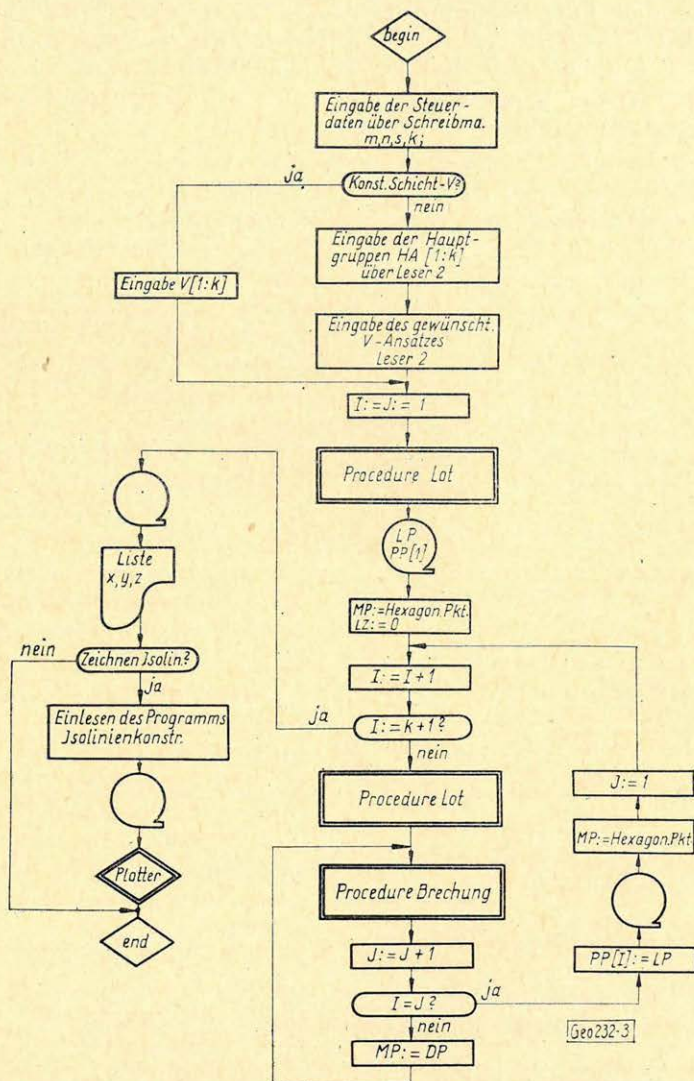 begin
Eingabe der Steuer-
daten über Schreibma.
m,n,s,k;
ja
Konst.Schicht-V?
nein
Eingabe der Haupt-
gruppen HA [1:k]
über Leser 2
Eingabe V[1:k]
Eingabe des gewünscht.
V-Ansatzes
Leser 2
I:=J:=1
Procedure Lot
LP
PP[1]
Liste
x,y,z
MP:=Hexagon.Pkt.
LZ:=0
nein
Zeichnen Jsolin.?
ja
I:=I+1
Einlesen des Programms
Jsolinienkonstr.
ja
I:=k+1?
nein
J:=1
Procedure Lot
MP:=Hexagon.Pkt.
Plotter
Procedure Brechung
end
J:=J+1
PP[I]:=LP
I=J?
ja
nein
Geo232-3
MP:=DP